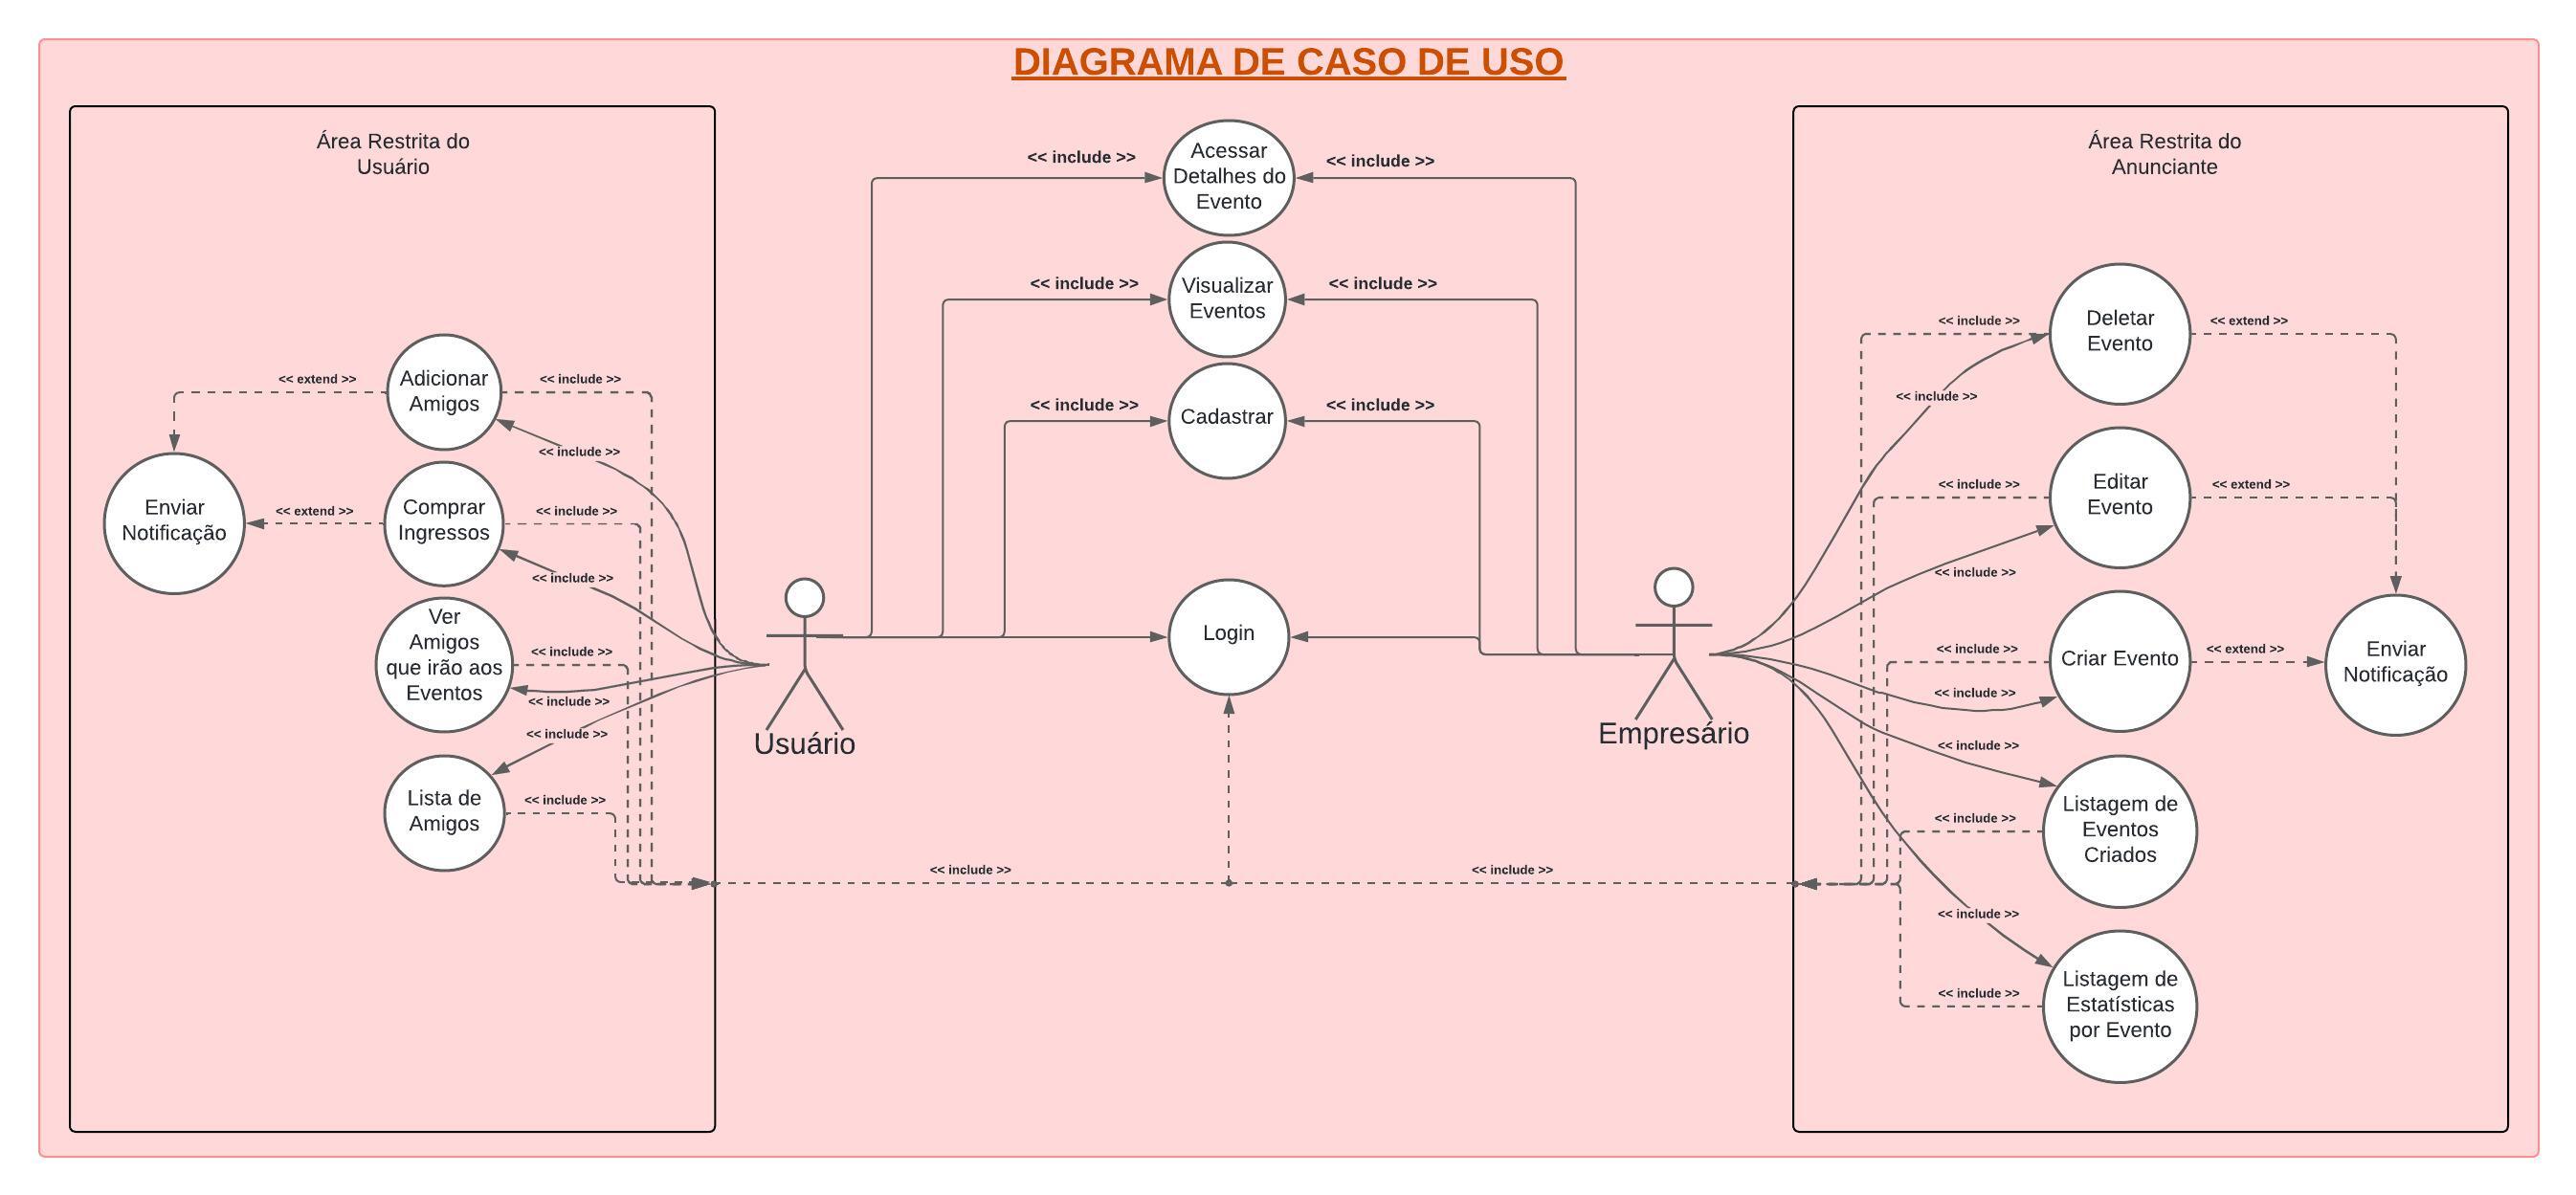 DIAGRAMA DE CASO DE USO
Área Restrita do
Usuário
<< extend >>
Adicionar
Amigos
<< include >>
<< include >>
Enviar
Notificação
<< extend >>
Comprar
Ingressos
<< include >>
<< include >>
Ver
Amigos
que irão aos
Eventos
<< include >>
<< include >>
<< include >>
Lista de
Amigos
<< include >>
Usuário
<< include >>
Acessar
Detalhes do
Evento
<< include >>
<< include >>
Visualizar
Eventos
<< include >>
<< include >>
Cadastrar
<< include >>
Login
<< include >>
<< include >>
Empresário
Área Restrita do
Anunciante
<< include >>
Deletar
Evento
<< extend >>
<< include >>
<< include >>
Editar
Evento
<< extend >>
<< include >>
<< include >>
Criar Evento
<< extend >>
Enviar
Notificação
<< include >>
<< include >>
Listagem de
Eventos
Criados
<< include >>
<< include >>
Listagem de
Estatísticas
por Evento
<< include >>